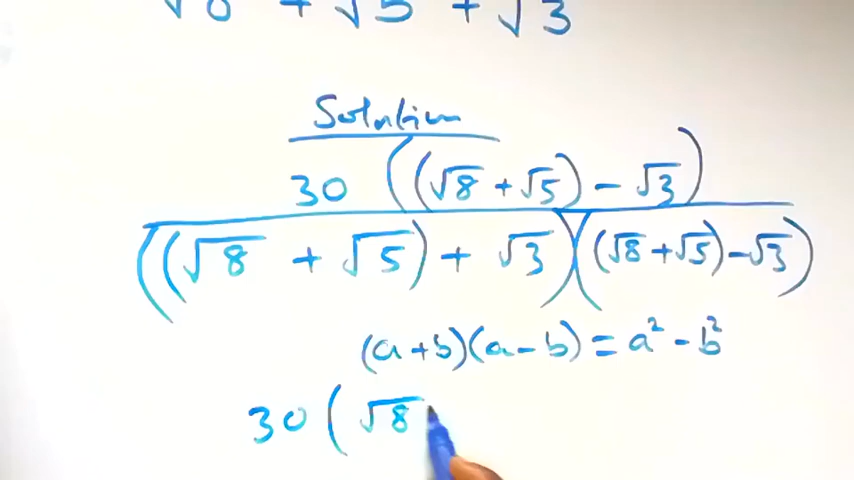 √8 + √5 + √3
Solution
30 ((√8 + √5) - √3)
((√8 + √5) + √3)((√8 + √5) - √3)
(a + b)(a - b) = a² - b²
30 ( √8